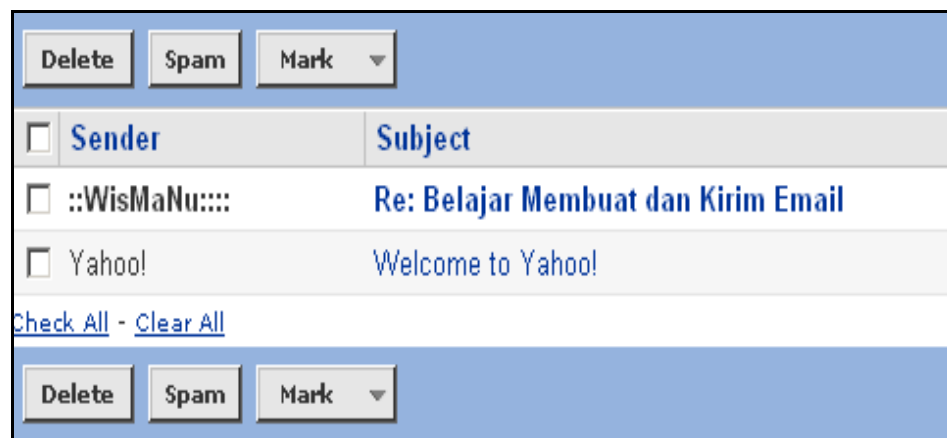 Delete Spam Mark
Sender Subject
::WisMaNu:::: Re: Belajar Membuat dan Kirim Email
Yahoo! Welcome to Yahoo!
Check All - Clear All
Delete Spam Mark